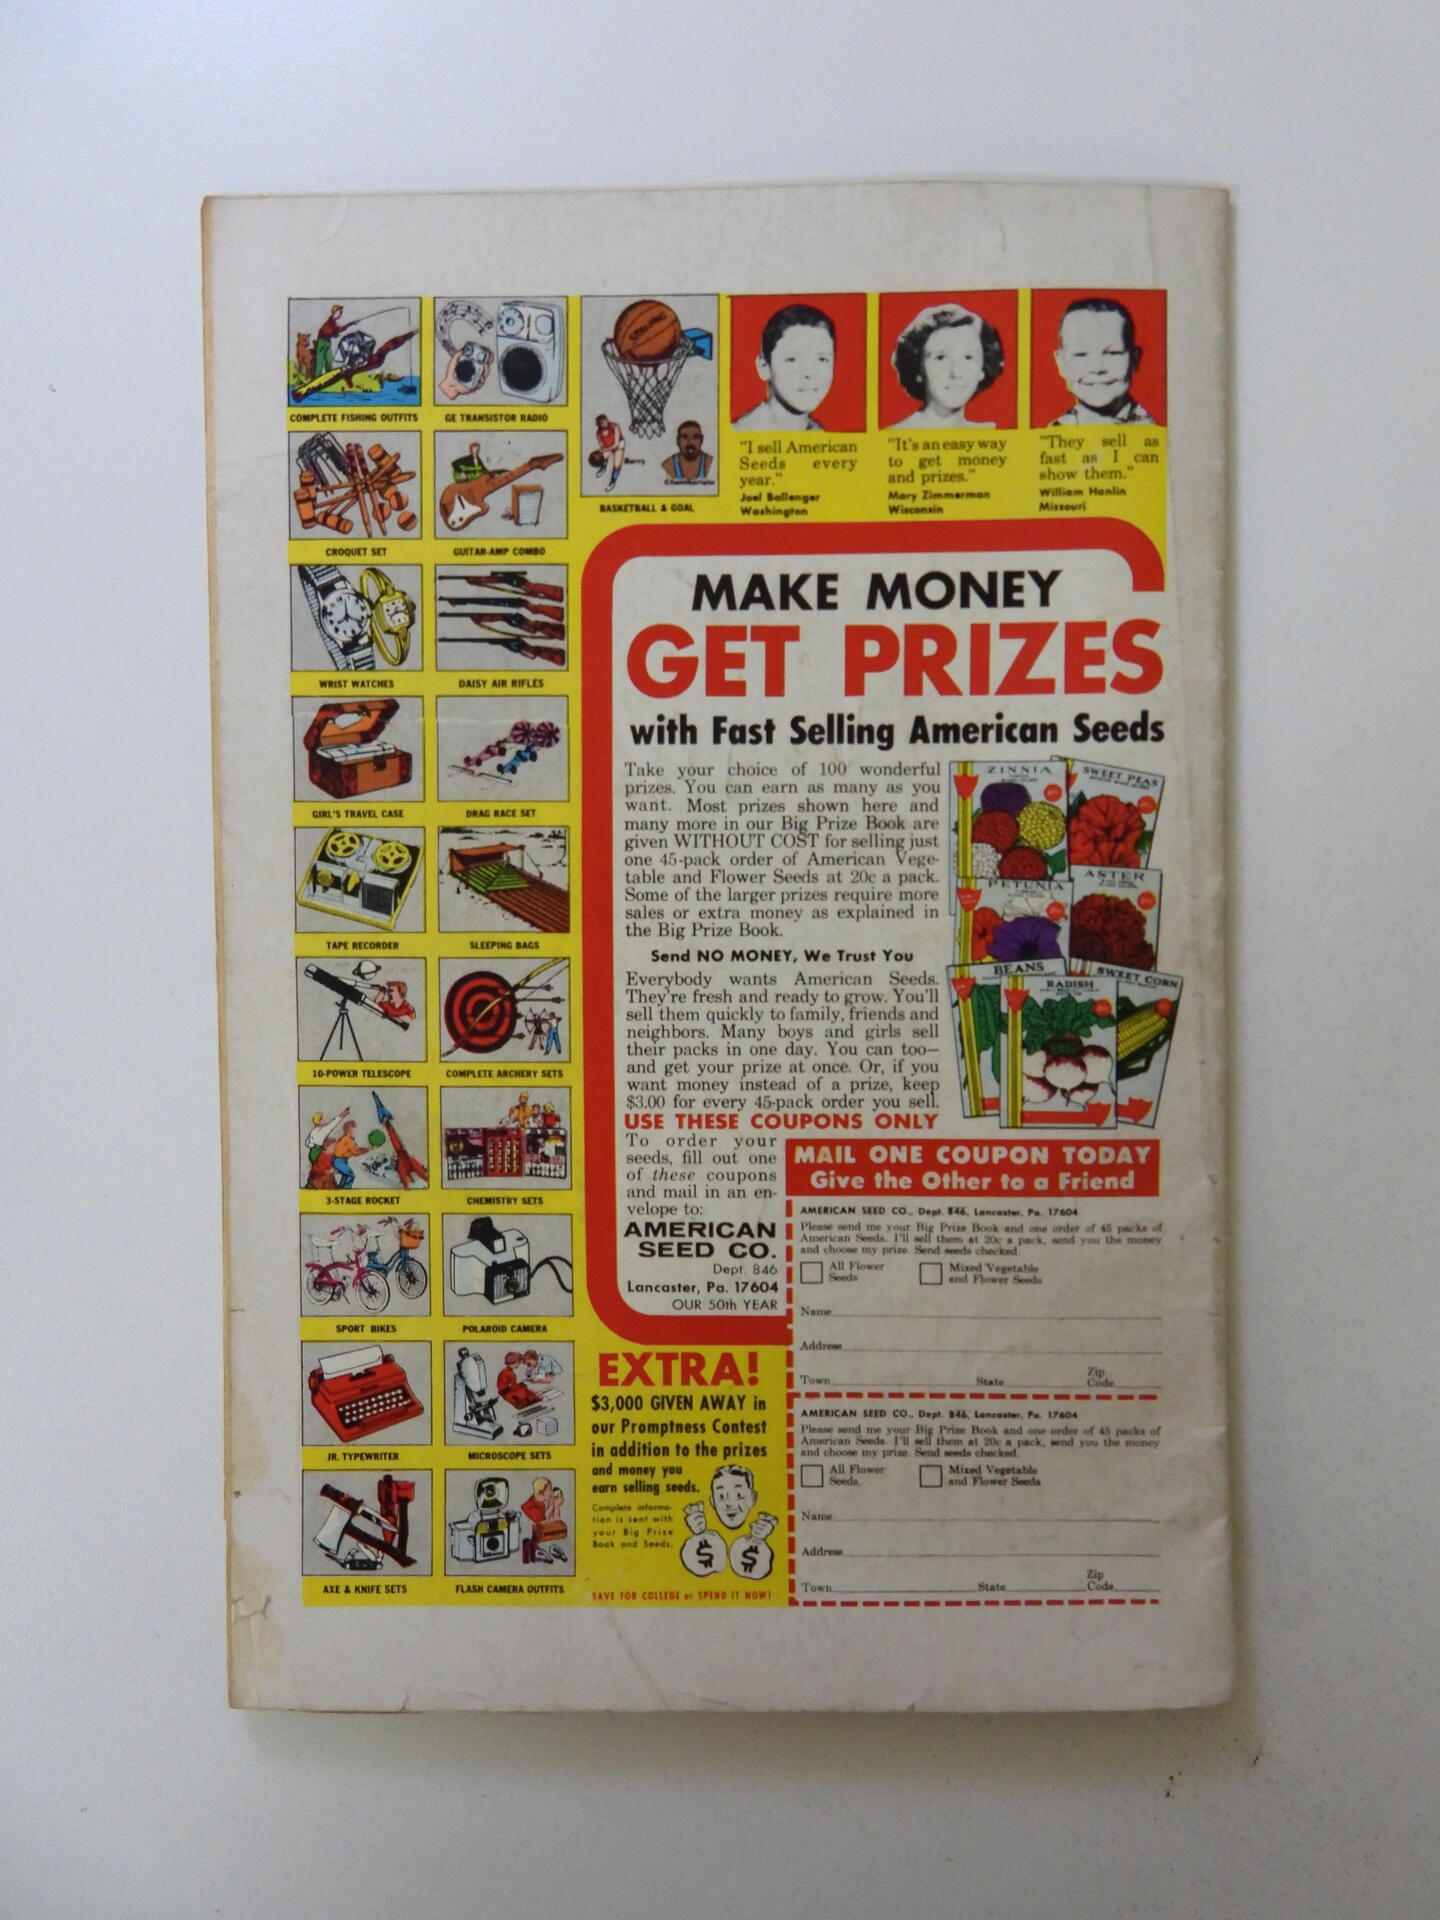 COMPLETE FISHING OUTFITS
GE TRANSISTOR RADIO
CROQUET SET
GUITAR-AMP COMBO
WRIST WATCHES
DAISY AIR RIFLES
GIRL'S TRAVEL CASE
DRAG RACE SET
TAPE RECORDER
SLEEPING BAGS
10-POWER TELESCOPE
COMPLETE ARCHERY SETS
3-STAGE ROCKET
CHEMISTRY SETS
SPORT BIKES
POLAROID CAMERA
JR. TYPEWRITER
MICROSCOPE SETS
AXE & KNIFE SETS
FLASH CAMERA OUTFITS
SPALDING
Barry
Chamberlain
BASKETBALL & GOAL
"I sell American
Seeds every
year."
Joel Ballenger
Washington
"It's an easy way
to get money
and prizes."
Mary Zimmerman
Wisconsin
"They sell as
fast as I can
show them."
William Hanlin
Missouri
MAKE MONEY
GET PRIZES
with Fast Selling American Seeds
Take your choice of 100 wonderful
prizes. You can earn as many as you
want. Most prizes shown here and
many more in our Big Prize Book are
given WITHOUT COST for selling just
one 45-pack order of American Vege-
table and Flower Seeds at 20c a pack.
Some of the larger prizes require more
sales or extra money as explained in
the Big Prize Book.
Send NO MONEY, We Trust You
Everybody wants American Seeds.
They're fresh and ready to grow. You'll
sell them quickly to family, friends and
neighbors. Many boys and girls sell
their packs in one day. You can too—
and get your prize at once. Or, if you
want money instead of a prize, keep
$3.00 for every 45-pack order you sell.
USE THESE COUPONS ONLY
To order your
seeds, fill out one
of these coupons
and mail in an en-
velope to:
AMERICAN
SEED CO.
Dept. 846
Lancaster, Pa. 17604
OUR 50th YEAR
ZINNIA
SWEET PEAS
PETUNIA
ASTER
BEANS
RADISH
SWEET CORN
MAIL ONE COUPON TODAY
Give the Other to a Friend
AMERICAN SEED CO., Dept. 846, Lancaster, Pa. 17604
Please send me your Big Prize Book and one order of 45 packs of
American Seeds. I'll sell them at 20c a pack, send you the money
and choose my prize. Send seeds checked.
All Flower
Seeds
Mixed Vegetable
and Flower Seeds
Name
Address
Town State Zip Code
AMERICAN SEED CO., Dept. 846, Lancaster, Pa. 17604
Please send me your Big Prize Book and one order of 45 packs of
American Seeds. I'll sell them at 20c a pack, send you the money
and choose my prize. Send seeds checked.
All Flower
Seeds.
Mixed Vegetable
and Flower Seeds
Name
Address
Town State Zip Code
EXTRA!
$3,000 GIVEN AWAY in
our Promptness Contest
in addition to the prizes
and money you
earn selling seeds.
Complete informa-
tion is sent with
your Big Prize
Book and Seeds.
$ $
SAVE FOR COLLEGE or SPEND IT NOW!